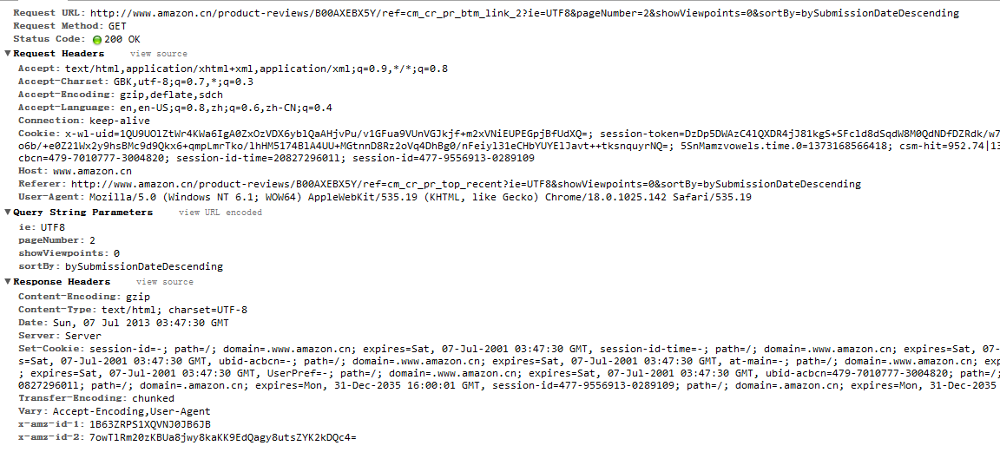 Request URL: http://www.amazon.cn/product-reviews/B00AXEBX5Y/ref=cm_cr_pr_btm_link_2?ie=UTF8&pageNumber=2&showViewpoints=0&sortBy=bySubmissionDateDescending
Request Method: GET
Status Code: 200 OK
Request Headers view source
Accept: text/html,application/xhtml+xml,application/xml;q=0.9,*/*;q=0.8
Accept-Charset: GBK,utf-8;q=0.7,*;q=0.3
Accept-Encoding: gzip,deflate,sdch
Accept-Language: en,en-US;q=0.8,zh;q=0.6,zh-CN;q=0.4
Connection: keep-alive
Cookie: x-wl-uid=1QU9UOlZtWr4KWa6IgA0ZxOzVDX6yblQaAHjvPu/v1GFua9VUnVGJkjf+m2xVNiEUPEGpjBfUdXQ=; session-token=DzDp5DWAzC4lQXDR4jJ81kgS+SFcld8dSqdW8M0QdNDfDZRdk/w7
o6b/+e0Z21Wx2y9hsBMc9d9Qkx6+qmpLmrTko/lhHM5174BlA4UU+MGtnnD8Rz2oVq4DhBg0/nFeiyl31eCHbYUYElJavt++tksnquyrNQ=; 5SnMamzvowels.time.0=1373168566418; csm-hit=952.74|13
cbcn=479-7010777-3004820; session-id-time=2082729601l; session-id=477-9556913-0289109
Host: www.amazon.cn
Referer: http://www.amazon.cn/product-reviews/B00AXEBX5Y/ref=cm_cr_pr_top_recent?ie=UTF8&showViewpoints=0&sortBy=bySubmissionDateDescending
User-Agent: Mozilla/5.0 (Windows NT 6.1; WOW64) AppleWebKit/535.19 (KHTML, like Gecko) Chrome/18.0.1025.142 Safari/535.19
Query String Parameters view URL encoded
ie: UTF8
pageNumber: 2
showViewpoints: 0
sortBy: bySubmissionDateDescending
Response Headers view source
Content-Encoding: gzip
Content-Type: text/html; charset=UTF-8
Date: Sun, 07 Jul 2013 03:47:30 GMT
Server: Server
Set-Cookie: session-id=-; path=/; domain=.www.amazon.cn; expires=Sat, 07-Jul-2001 03:47:30 GMT, session-id-time=-; path=/; domain=.www.amazon.cn; expires=Sat, 07-
s=Sat, 07-Jul-2001 03:47:30 GMT, ubid-acbcn=-; path=/; domain=.www.amazon.cn; expires=Sat, 07-Jul-2001 03:47:30 GMT, at-main=-; path=/; domain=.www.amazon.cn; exp
; expires=Sat, 07-Jul-2001 03:47:30 GMT, UserPref=-; path=/; domain=.www.amazon.cn; expires=Sat, 07-Jul-2001 03:47:30 GMT, ubid-acbcn=479-7010777-3004820; path=/;
082729601l; path=/; domain=.amazon.cn; expires=Mon, 31-Dec-2035 16:00:01 GMT, session-id=477-9556913-0289109; path=/; domain=.amazon.cn; expires=Mon, 31-Dec-2035
Transfer-Encoding: chunked
Vary: Accept-Encoding,User-Agent
x-amz-id-1: 1B63ZRPS1XQVNJ0JB6JB
x-amz-id-2: 7owTlRm20zKBUa8jwy8kaKK9EdQagy8utsZYK2kDQc4=